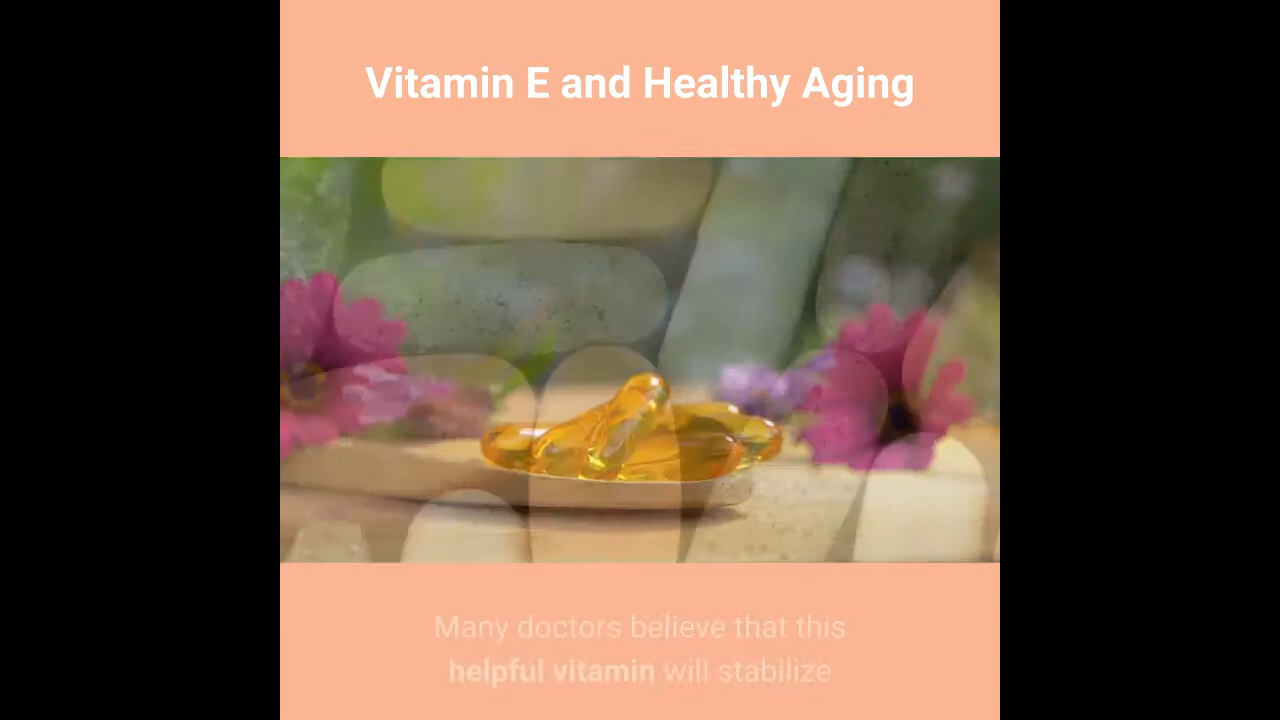 Vitamin E and Healthy Aging
Many doctors believe that this
helpful vitamin will stabilize